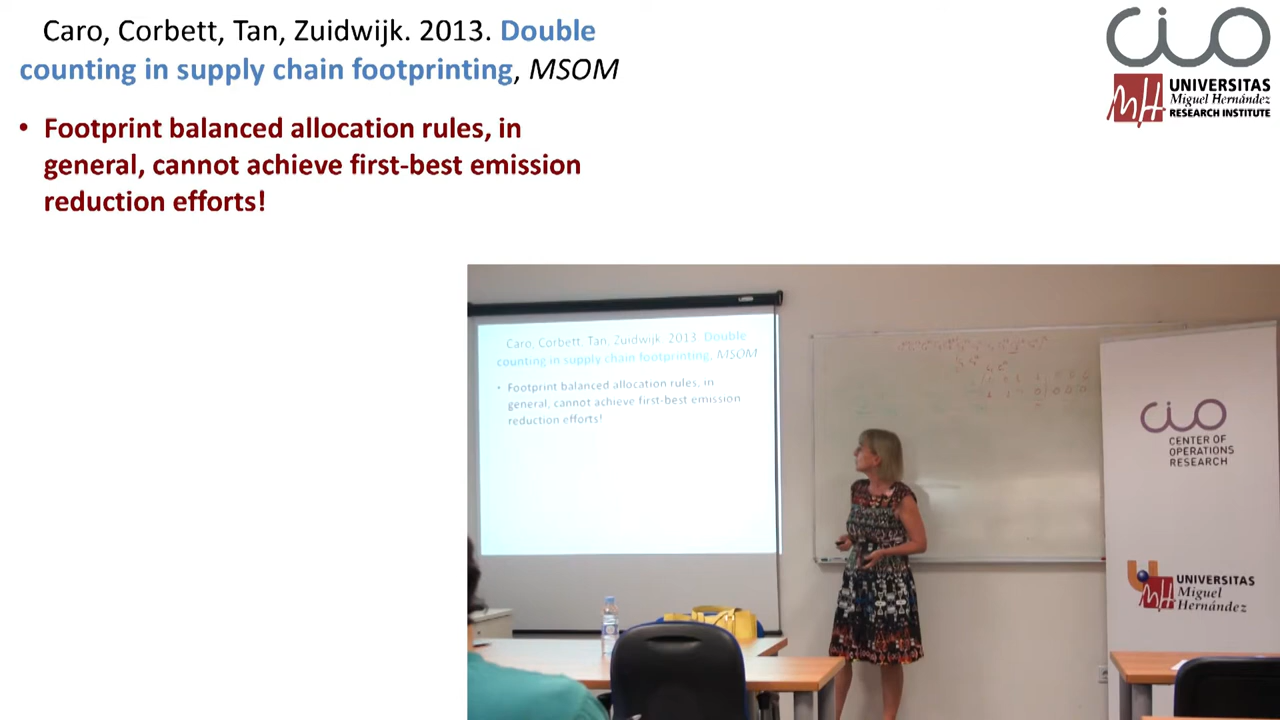 Caro, Corbett, Tan, Zuidwijk. 2013. Double
counting in supply chain footprinting, MSOM
• Footprint balanced allocation rules, in
general, cannot achieve first-best emission
reduction efforts!
CiO
UNIVERSITAS
Miguel Hernández
RESEARCH INSTITUTE
Caro, Corbett, Tan, Zuidwijk. 2013. Double
counting in supply chain footprinting, MSOM
• Footprint balanced allocation rules, in
general, cannot achieve first-best emission
reduction efforts!
CiO
CENTER OF
OPERATIONS
RESEARCH
UNIVERSITAS
Miguel
Hernández